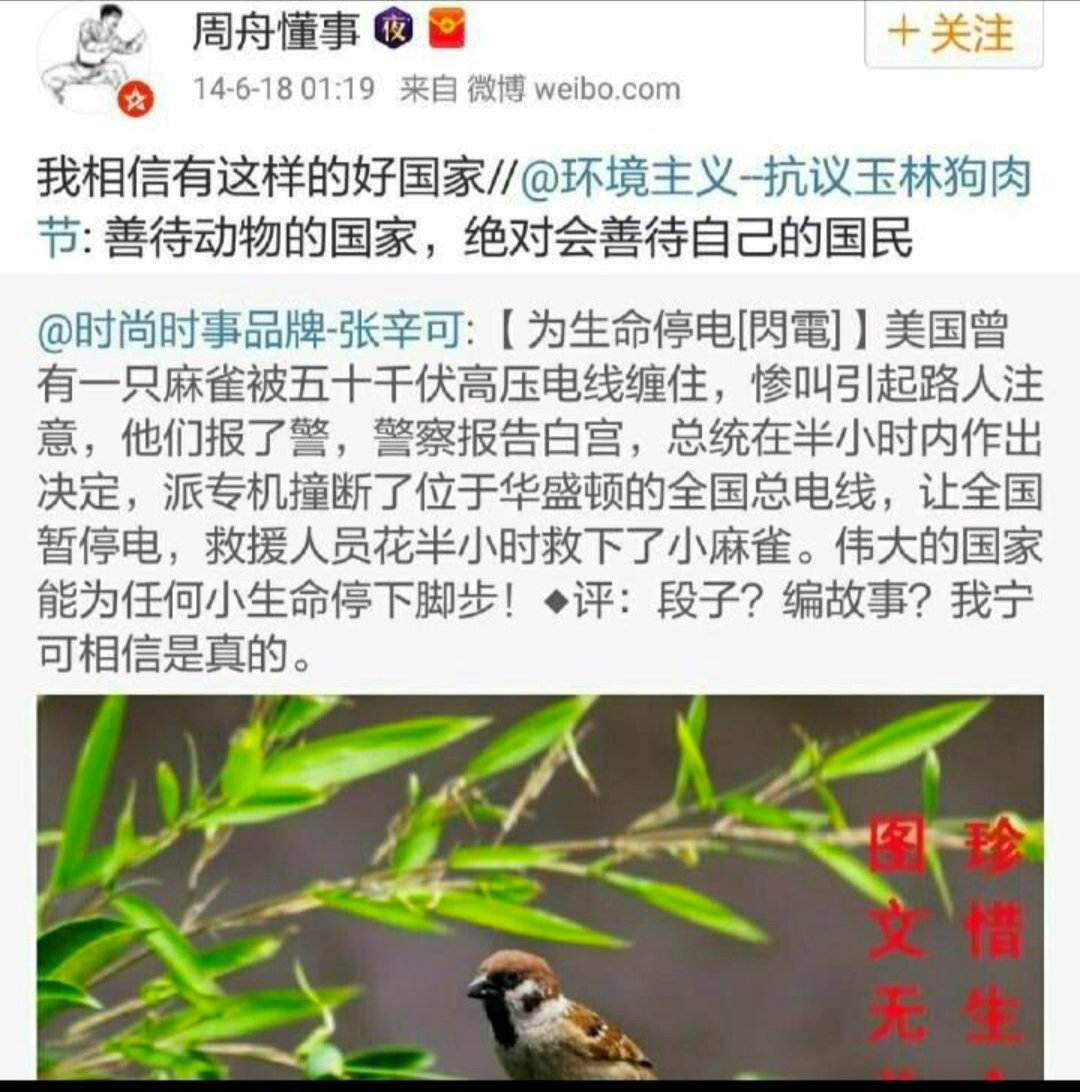 周舟懂事 夜
+关注
14-6-18 01:19 来自 微博 weibo.com
我相信有这样的好国家//@环境主义--抗议玉林狗肉
节: 善待动物的国家，绝对会善待自己的国民
@时尚时事品牌-张辛可:【为生命停电[閃電]】美国曾
有一只麻雀被五十千伏高压电线缠住，惨叫引起路人注
意，他们报了警，警察报告白宫，总统在半小时内作出
决定，派专机撞断了位于华盛顿的全国总电线，让全国
暂停电，救援人员花半小时救下了小麻雀。伟大的国家
能为任何小生命停下脚步！◆评：段子？编故事？我宁
可相信是真的。
珍惜生
图文无